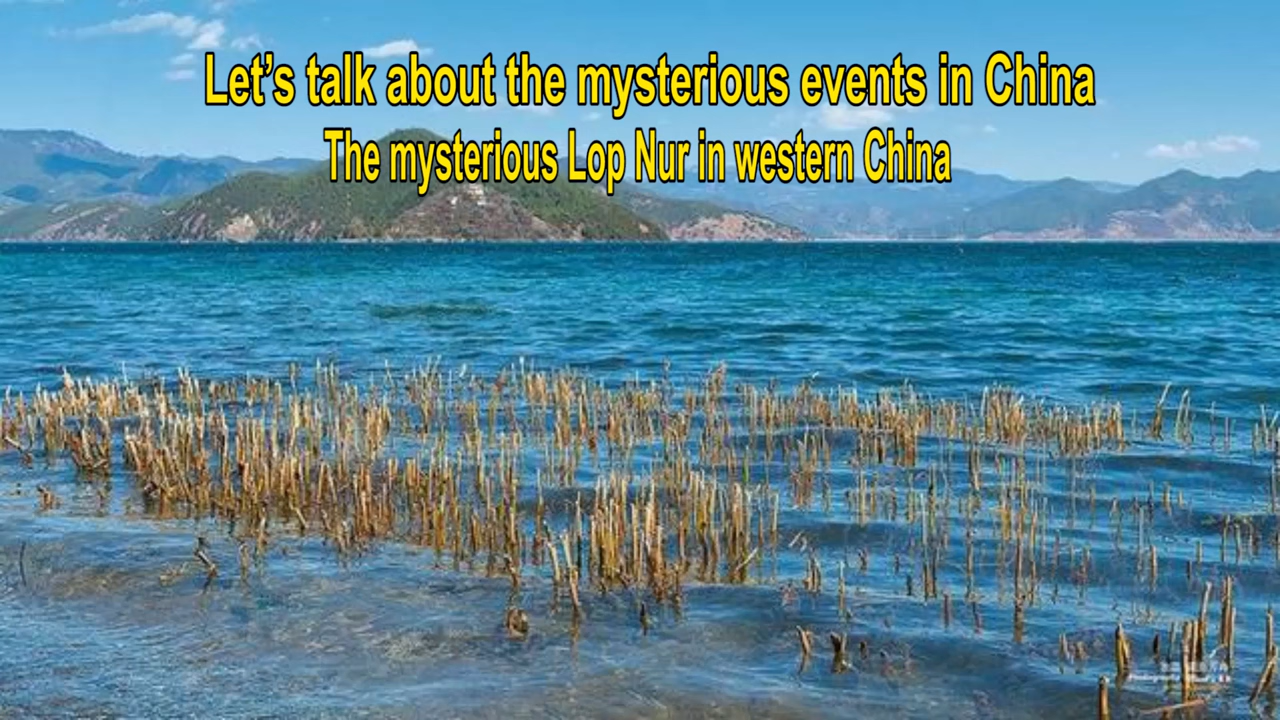 Let’s talk about the mysterious events in China
The mysterious Lop Nur in western China